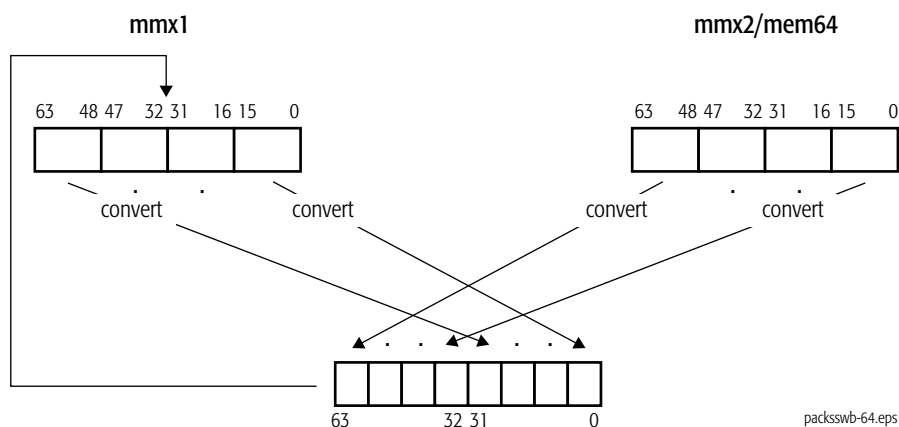 mmx1 mmx2/mem64
63 48 47 32 31 16 15 0 63 48 47 32 31 16 15 0
. . . .
convert convert convert convert
. . . .
63 32 31 0
packsswb-64.eps